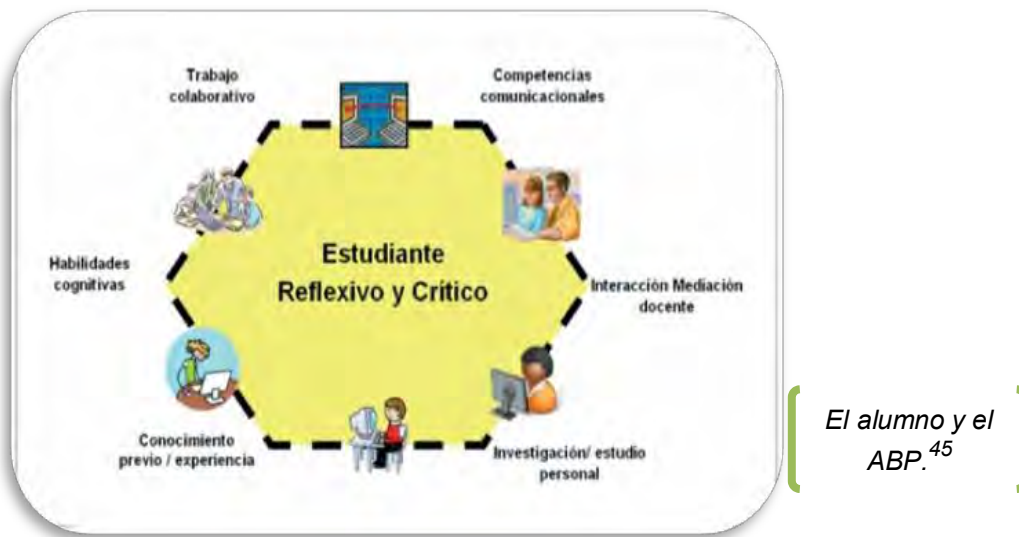 Trabajo
colaborativo
Competencias
comunicacionales
Habilidades
cognitivas
Estudiante
Reflexivo y Crítico
Interacción Mediación
docente
Conocimiento
previo / experiencia
Investigación/ estudio
personal
El alumno y el
ABP.45